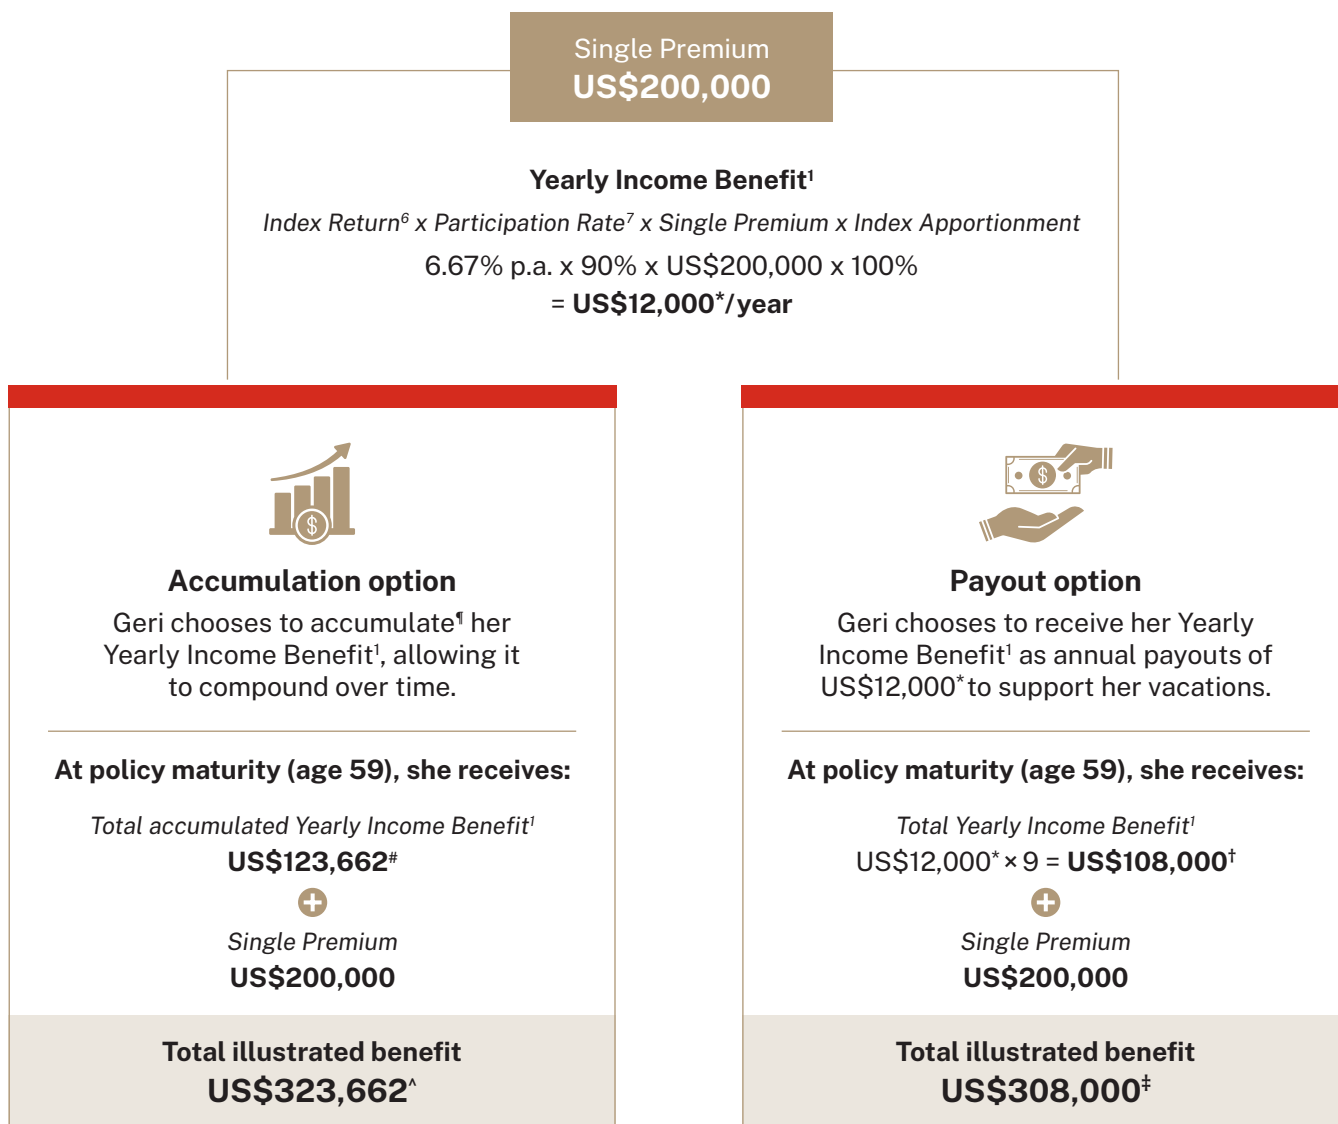 Single Premium
US$200,000
Yearly Income Benefit¹
Index Return⁶ x Participation Rate⁷ x Single Premium x Index Apportionment
6.67% p.a. x 90% x US$200,000 x 100%
= US$12,000*/year
Accumulation option
Geri chooses to accumulate¶ her
Yearly Income Benefit¹, allowing it
to compound over time.
At policy maturity (age 59), she receives:
Total accumulated Yearly Income Benefit¹
US$123,662#
+
Single Premium
US$200,000
Total illustrated benefit
US$323,662^
Payout option
Geri chooses to receive her Yearly
Income Benefit¹ as annual payouts of
US$12,000* to support her vacations.
At policy maturity (age 59), she receives:
Total Yearly Income Benefit¹
US$12,000* × 9 = US$108,000†
+
Single Premium
US$200,000
Total illustrated benefit
US$308,000‡